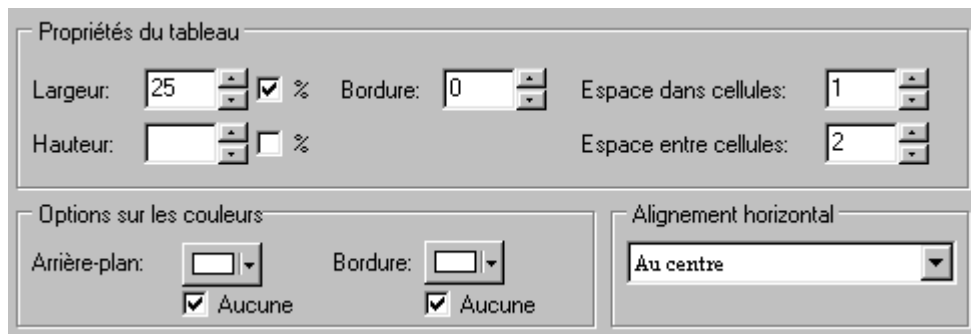 Propriétés du tableau
Largeur: 25 % Bordure: 0 Espace dans cellules: 1
Hauteur: % Espace entre cellules: 2
Options sur les couleurs
Arrière-plan: Bordure:
Aucune Aucune
Alignement horizontal
Au centre